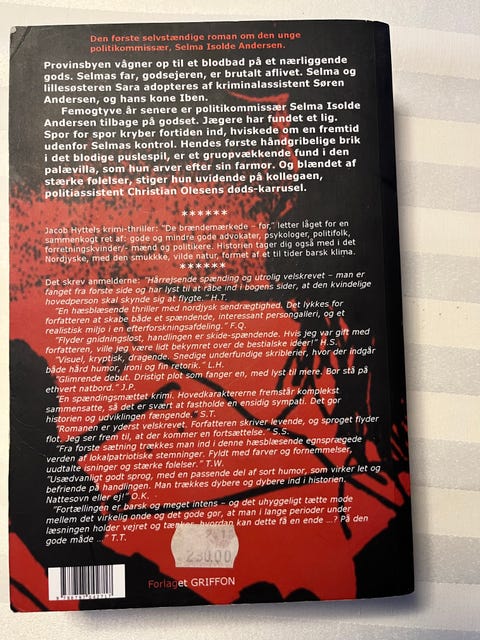 Den første selvstændige roman om den unge
politikommissær, Selma Isolde Andersen.
Provinsbyen vågner op til et blodbad på et nærliggende
gods. Selmas far, godsejeren, er brutalt aflivet. Selma og
lillesøsteren Sara adopteres af kriminalassistent Søren
Andersen, og hans kone Iben.
Femogtyve år senere er politikommissær Selma Isolde
Andersen tilbage på godset. Jægere har fundet et lig.
Spor for spor kryber fortiden ind, hviskede om en fremtid
udenfor Selmas kontrol. Hendes første håndgribelige brik
i det blodige puslespil, er et gruopvækkende fund i den
palævilla, som hun arver efter sin farmor. Og blændet af
stærke følelser, stiger hun uvidende på kollegaen,
politiassistent Christian Olesens døds-karrusel.
******
Jacob Hyttels krimi-thriller: "De brændemærkede – for," letter låget for en
sammenkogt ret af: gode og mindre gode advokater, psykologer, politifolk,
forretningskvinder/- mænd og politikere. Historien tager dig også med i det
Nordjyske, med den smukkke, vilde natur, formet af et til tider barsk klima.
******
Det skrev anmelderne: "Hårrejsende spænding og utrolig velskrevet – man er
fanget fra første side og har lyst til at råbe ind i bogens sider, at den kvindelige
hovedperson skal skynde sig at flygte." H.T.
"En hæsblæsende thriller med nordjysk sendrægtighed. Det lykkes for
forfatteren at skabe både et spændende, interessant persongalleri, og et
realistisk miljø i en efterforskningsafdeling." F.Q.
"Flyder gnidningsløst, handlingen er skide-spændende. Hvis jeg var gift med
forfatteren, ville jeg være lidt bekymret over de bestialske ideer!" H.S.
"Visuel, kryptisk, dragende. Snedige underfundige skriblerier, hvor der indgår
både hård humor, ironi og fin retorik." L.H.
"Glimrende debut. Dristigt plot som fanger en, med lyst til mere. Bør stå på
ethvert natbord." J.P.
"En spændingsmættet krimi. Hovedkaraktererne fremstår komplekst
sammensatte, så det er svært at fastholde en ensidig sympati. Det gør
historien og udviklingen fængende." S.T.
"Romanen er yderst velskrevet. Forfatteren skriver levende, og sproget flyder
flot. Jeg ser frem til, at der kommer en fortsættelse." S.S.
"Fra første sætning trækkes man ind i denne hæsblæsende egnsprægede
verden af lokalpatriotiske stemninger. Fyldt med farver og fornemmelser,
uudtalte isninger og stærke følelser." T.W.
"Usædvanligt godt sprog, med en passende del af sort humor, som virker let og
befriende på handlingen. Man trækkes dybere og dybere ind i historien.
Nattesøvn eller ej!" O.K.
"Fortællingen er barsk og meget intens – og det uhyggeligt tætte mode
mellem det virkelig onde og det gode gør, at man i lange perioder under
læsningen holder vejret og tænker, hvordan kan dette få en ende ...? På den
gode måde ..." T.T.
230.00
Forlaget GRIFFON